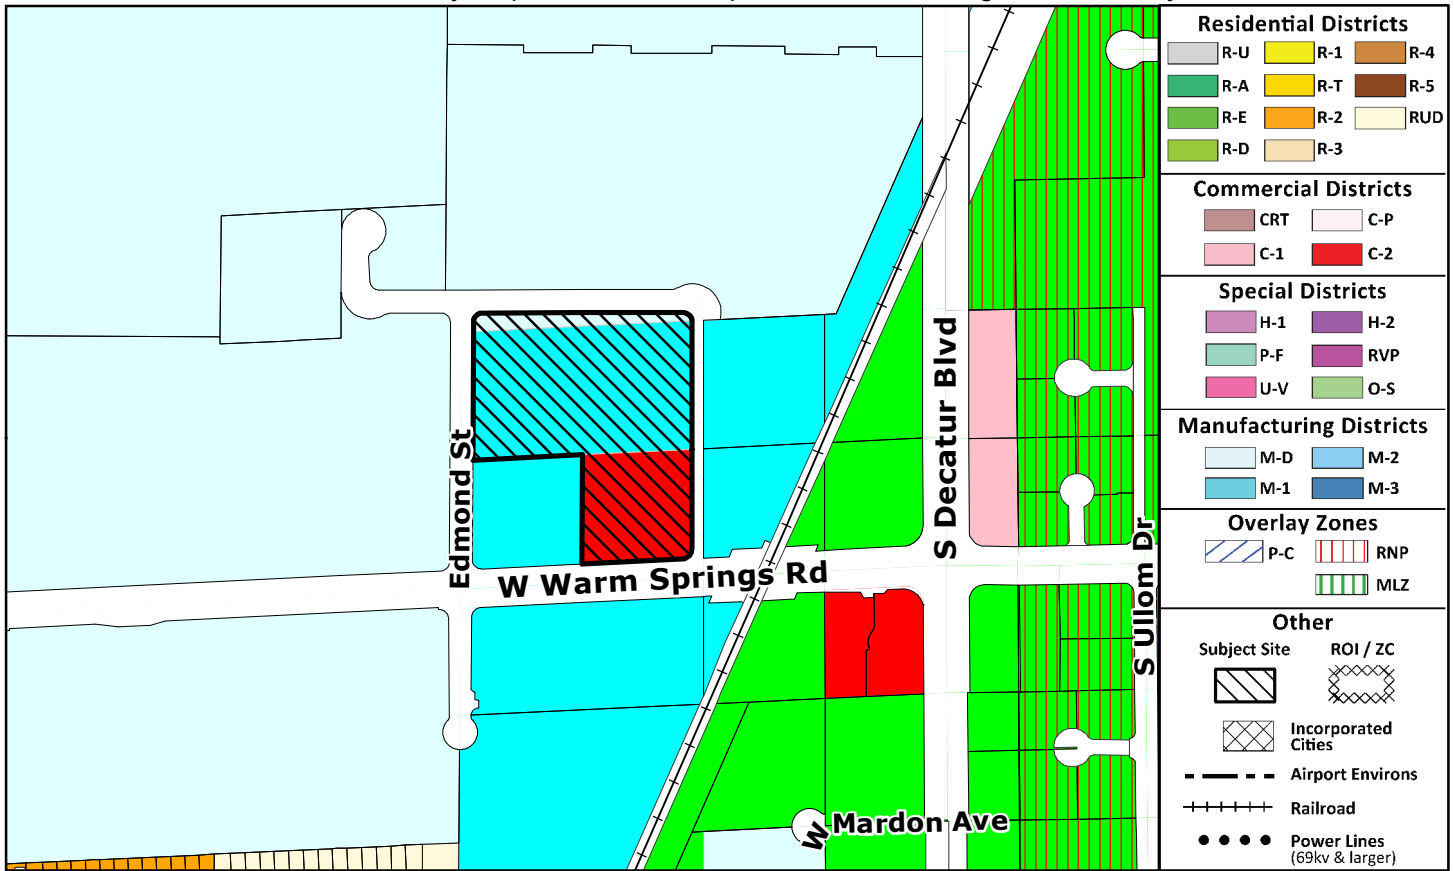 Edmond St
W Warm Springs Rd
S Decatur Blvd
S Ullom Dr
W Mardon Ave
Residential Districts
R-U R-1 R-4
R-A R-T R-5
R-E R-2 RUD
R-D R-3
Commercial Districts
CRT C-P
C-1 C-2
Special Districts
H-1 H-2
P-F RVP
U-V O-S
Manufacturing Districts
M-D M-2
M-1 M-3
Overlay Zones
P-C RNP
MLZ
Other
Subject Site ROI / ZC
Incorporated
Cities
Airport Environs
Railroad
Power Lines
(69kv & larger)